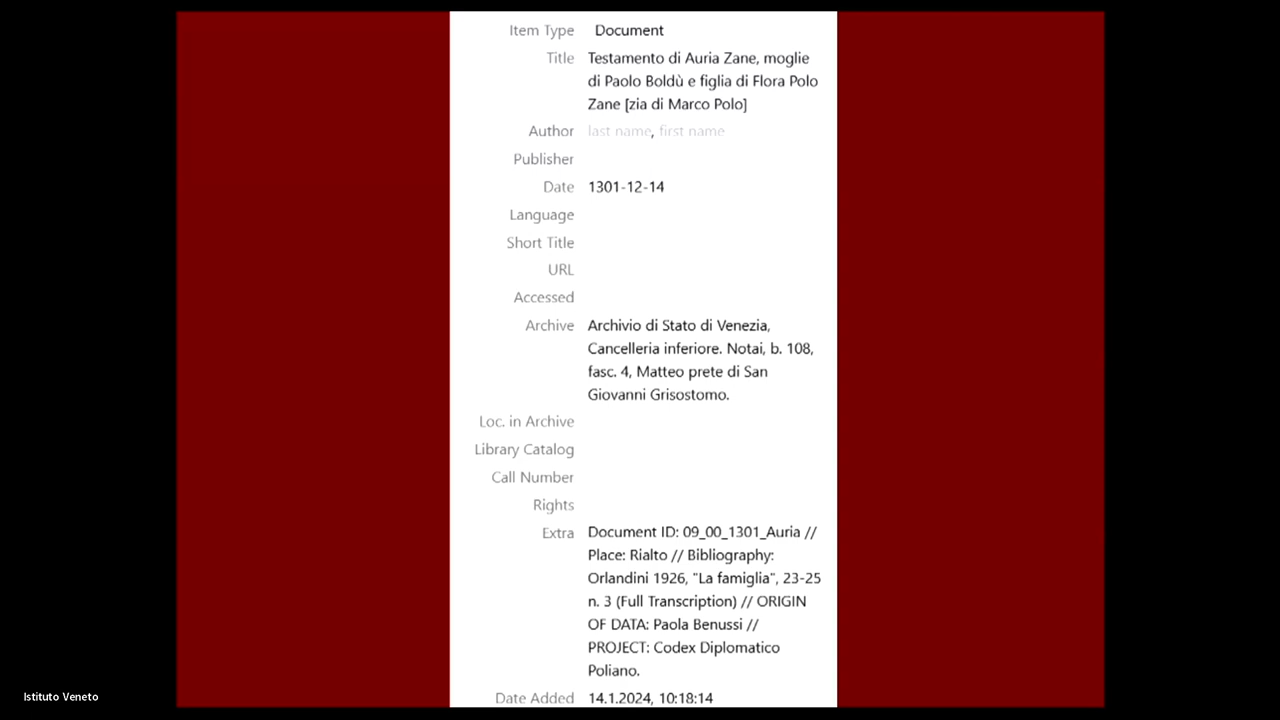 Item Type Document
Title Testamento di Auria Zane, moglie
di Paolo Boldù e figlia di Flora Polo
Zane [zia di Marco Polo]
Author last name, first name
Publisher
Date 1301-12-14
Language
Short Title
URL
Accessed
Archive Archivio di Stato di Venezia,
Cancelleria inferiore. Notai, b. 108,
fasc. 4, Matteo prete di San
Giovanni Grisostomo.
Loc. in Archive
Library Catalog
Call Number
Rights
Extra Document ID: 09_00_1301_Auria //
Place: Rialto // Bibliography:
Orlandini 1926, "La famiglia", 23-25
n. 3 (Full Transcription) // ORIGIN
OF DATA: Paola Benussi //
PROJECT: Codex Diplomatico
Poliano.
Date Added 14.1.2024, 10:18:14
Istituto Veneto